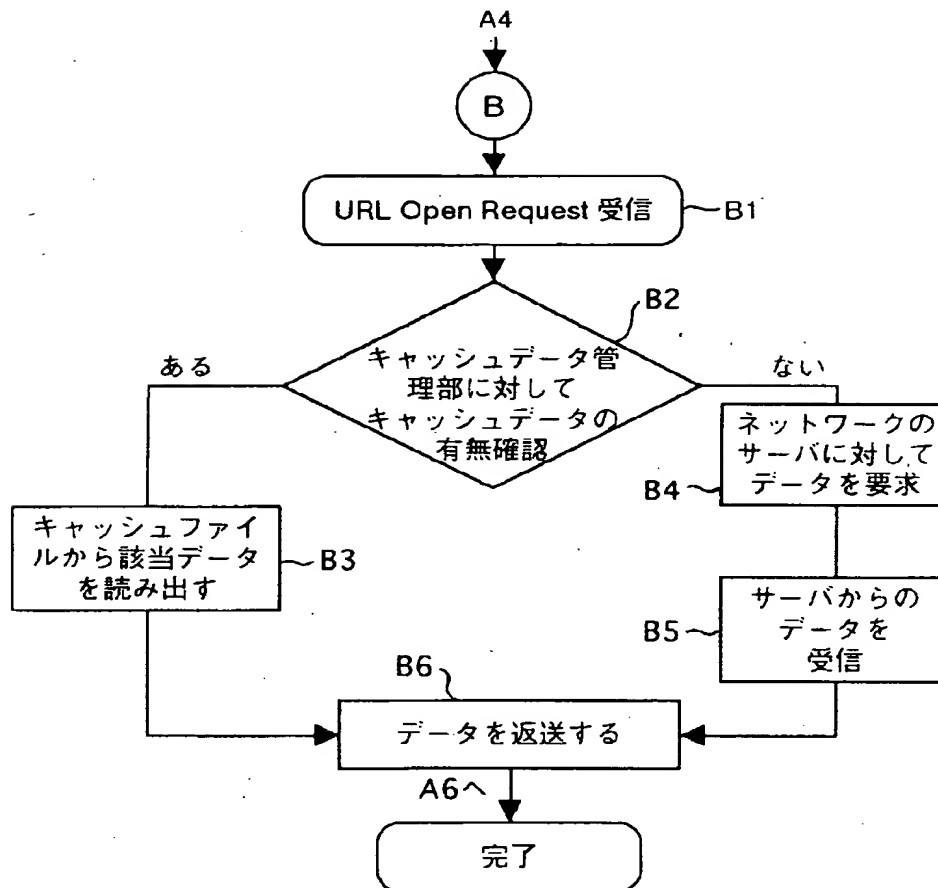 A4
B
URL Open Request 受信
B1
B2
キャッシュデータ管
理部に対して
キャッシュデータの
有無確認
ある
ない
ネットワークの
サーバに対して
データを要求
B4
キャッシュファイ
ルから該当データ
を読み出す
B3
サーバからの
データを
受信
B5
B6
データを返送する
A6へ
完了